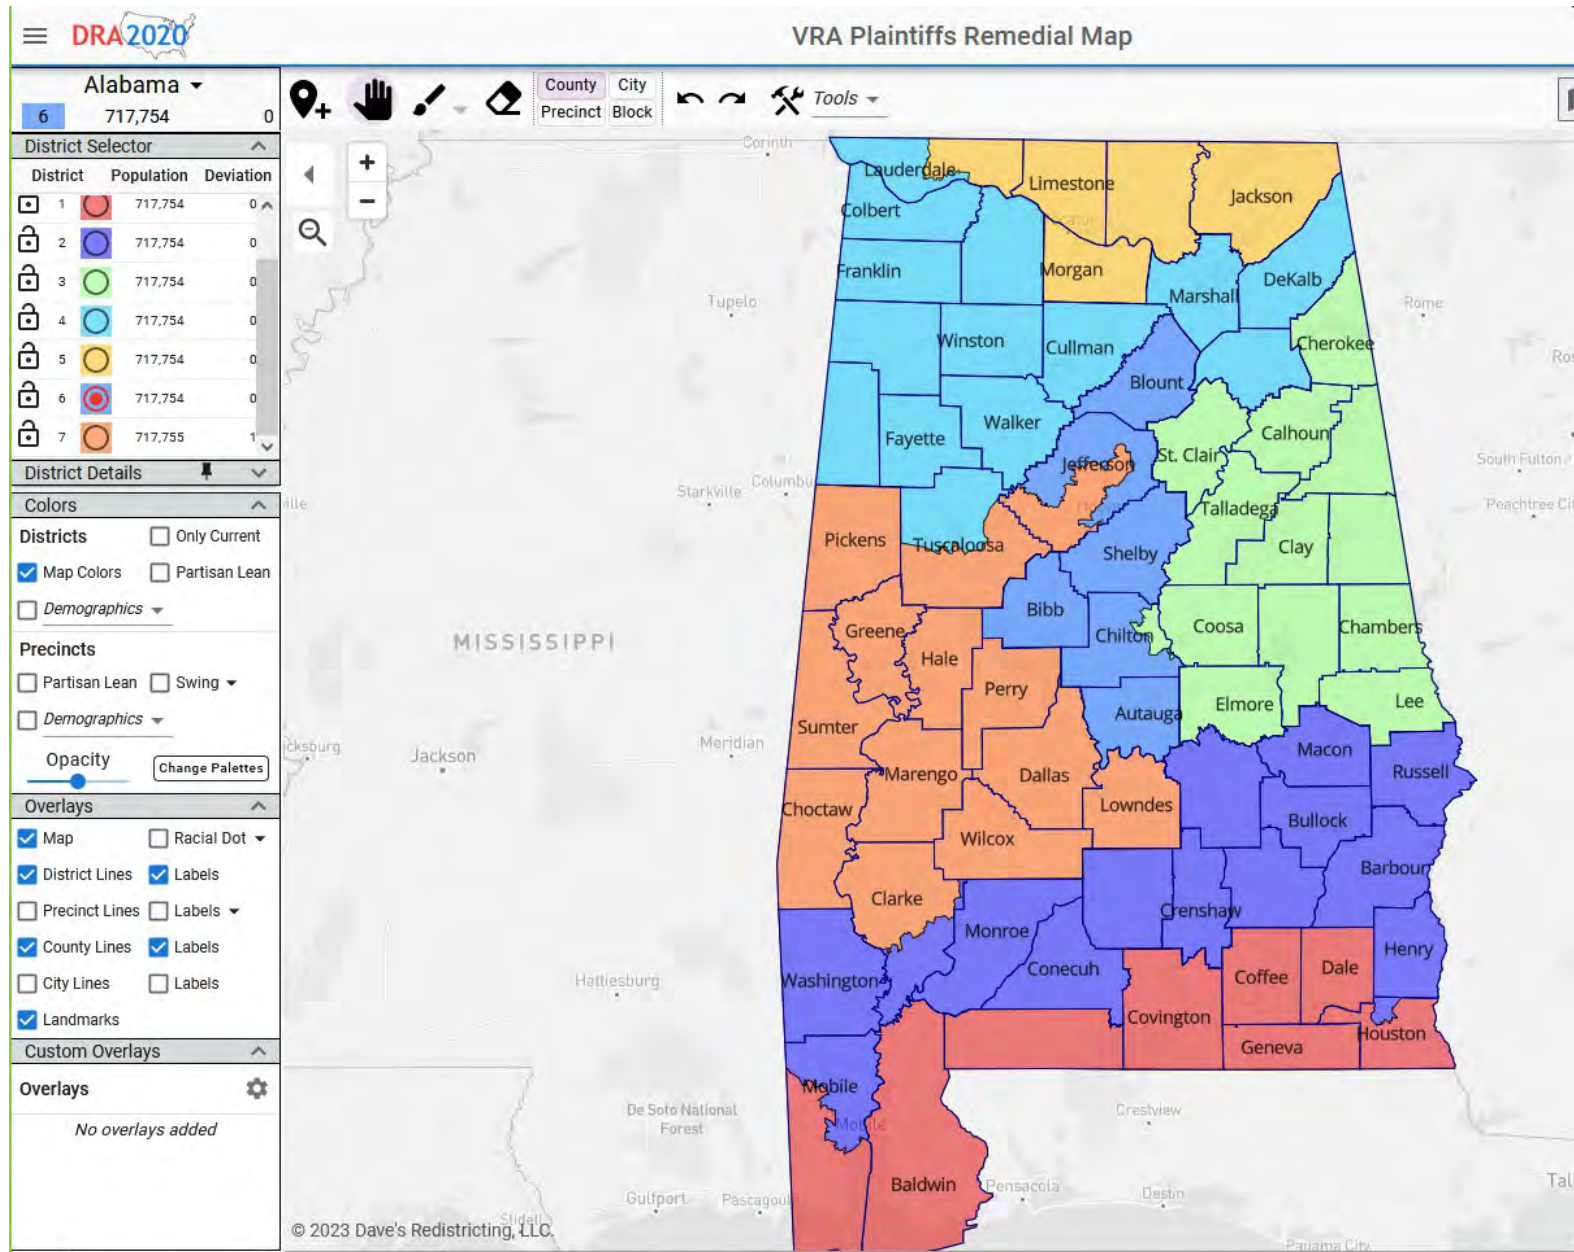 DRA2020
VRA Plaintiffs Remedial Map
Alabama
6 717,754 0
County City
Precinct Block
Tools
District Selector
District Population Deviation
1 717,754 0
2 717,754 0
3 717,754 0
4 717,754 0
5 717,754 0
6 717,754 0
7 717,755 1
District Details
Colors
Districts Only Current
Map Colors Partisan Lean
Demographics
Precincts
Partisan Lean Swing
Demographics
Opacity Change Palettes
Overlays
Map Racial Dot
District Lines Labels
Precinct Lines Labels
County Lines Labels
City Lines Labels
Landmarks
Custom Overlays
Overlays
No overlays added
Corinth
Lauderdale
Limestone
Jackson
Colbert
Franklin
Morgan
Marshall
DeKalb
Tupelo
Rome
Winston
Cullman
Cherokee
Blount
Walker
Fayette
Calhoun
Jefferson
St. Clair
South Fulton
Starkville
Columbu
ville
Talladega
Peachtree Cit
Pickens
Tuscaloosa
Shelby
Clay
MISSISSIPPI
Greene
Bibb
Chilton
Coosa
Chambers
Hale
Perry
Autauga
Elmore
Lee
Sumter
icksburg
Jackson
Meridian
Macon
Russell
Marengo
Dallas
Choctaw
Lowndes
Bullock
Wilcox
Barbour
Clarke
Crenshaw
Monroe
Henry
Hattiesburg
Washington
Conecuh
Coffee
Dale
Covington
Geneva
Houston
Mobile
De Soto National
Forest
Mobile
Crestview
Baldwin
Pensacola
Destin
Gulfport
Pascagoul
Tal
Slidell
© 2023 Dave's Redistricting, LLC.
Panama City